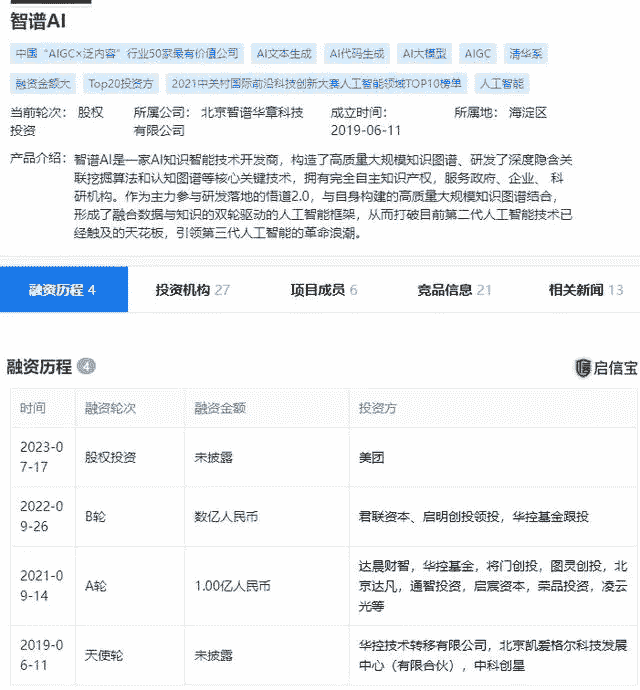 智谱AI
中国“AIGC×泛内容”行业50家最有价值公司 AI文本生成 AI代码生成 AI大模型 AIGC 清华系
融资金额大 Top20投资方 2021中关村国际前沿科技创新大赛人工智能领域TOP10榜单 人工智能
当前轮次： 股权 所属公司： 北京智谱华章科技 成立时间： 所属地： 海淀区
投资 有限公司 2019-06-11
产品介绍： 智谱AI是一家AI知识智能技术开发商，构造了高质量大规模知识图谱、研发了深度隐含关
联挖掘算法和认知图谱等核心关键技术，拥有完全自主知识产权，服务政府、企业、 科
研机构。作为主力参与研发落地的悟道2.0，与自身构建的高质量大规模知识图谱结合，
形成了融合数据与知识的双轮驱动的人工智能框架，从而打破目前第二代人工智能技术已
经触及的天花板，引领第三代人工智能的革命浪潮。
融资历程 4 投资机构 27 项目成员 6 竞品信息 21 相关新闻 13
融资历程 4 启信宝
时间 融资轮次 融资金额 投资方
2023-0
7-17 股权投资 未披露 美团
2022-0
9-26 B轮 数亿人民币 君联资本、启明创投领投，华控基金跟投
2021-0
9-14 A轮 1.00亿人民币 达晨财智，华控基金，将门创投，图灵创投，北
京达凡，通智投资，启宸资本，荣品投资，凌云
光等
2019-0
6-11 天使轮 未披露 华控技术转移有限公司，北京凯爱格尔科技发展
中心（有限合伙），中科创星